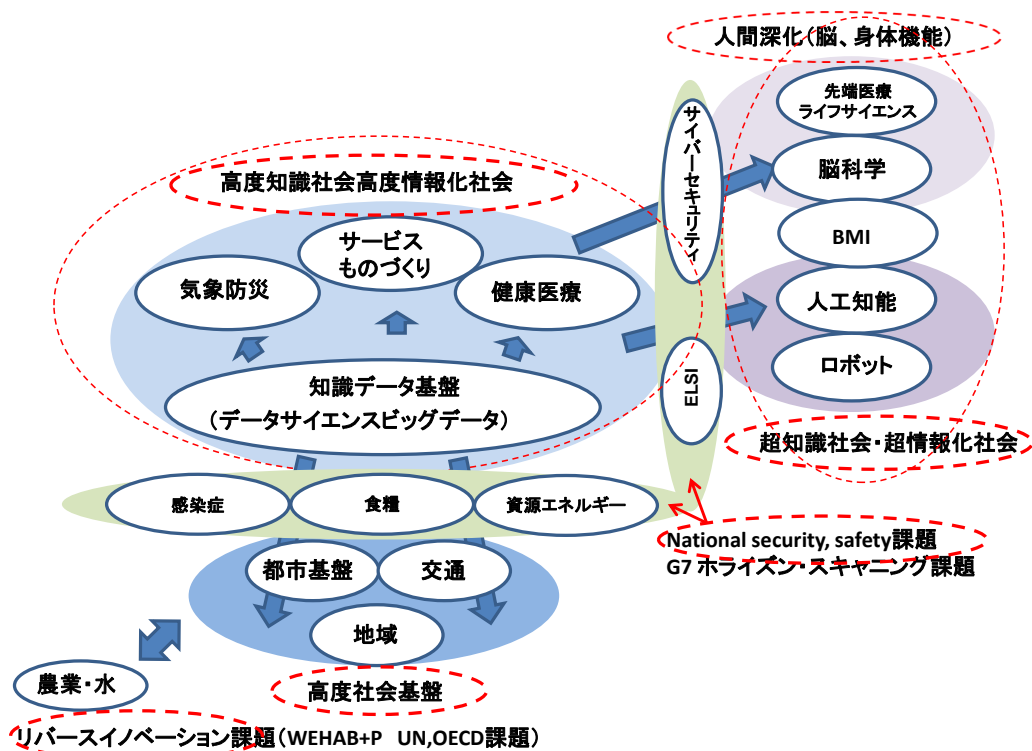 人間深化(脳、身体機能)
先端医療
ライフサイエンス
サイバーセキュリティ
脳科学
高度知識社会高度情報化社会
サービス
ものづくり
BMI
気象防災
健康医療
人工知能
ロボット
知識データ基盤
(データサイエンスビッグデータ)
ELSI
超知識社会・超情報化社会
感染症
食糧
資源エネルギー
National security, safety課題
G7 ホライズン・スキャニング課題
都市基盤
交通
地域
農業・水
高度社会基盤
リバースイノベーション課題(WEHAB+P UN,OECD課題)